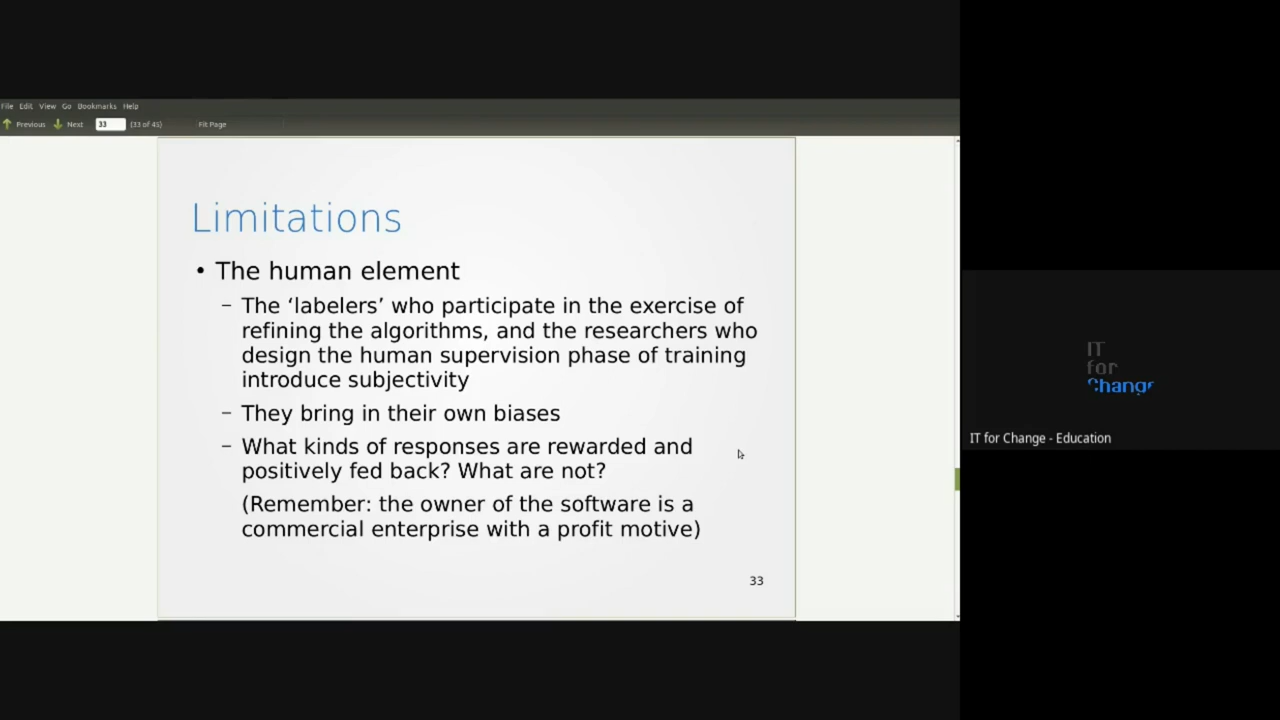 File Edit View Go Bookmarks Help
Previous Next 33 (33 of 45) Fit Page
Limitations
• The human element
– The ‘labelers’ who participate in the exercise of
refining the algorithms, and the researchers who
design the human supervision phase of training
introduce subjectivity
– They bring in their own biases
– What kinds of responses are rewarded and
positively fed back? What are not?
(Remember: the owner of the software is a
commercial enterprise with a profit motive)
33
IT
for
Change
IT for Change - Education